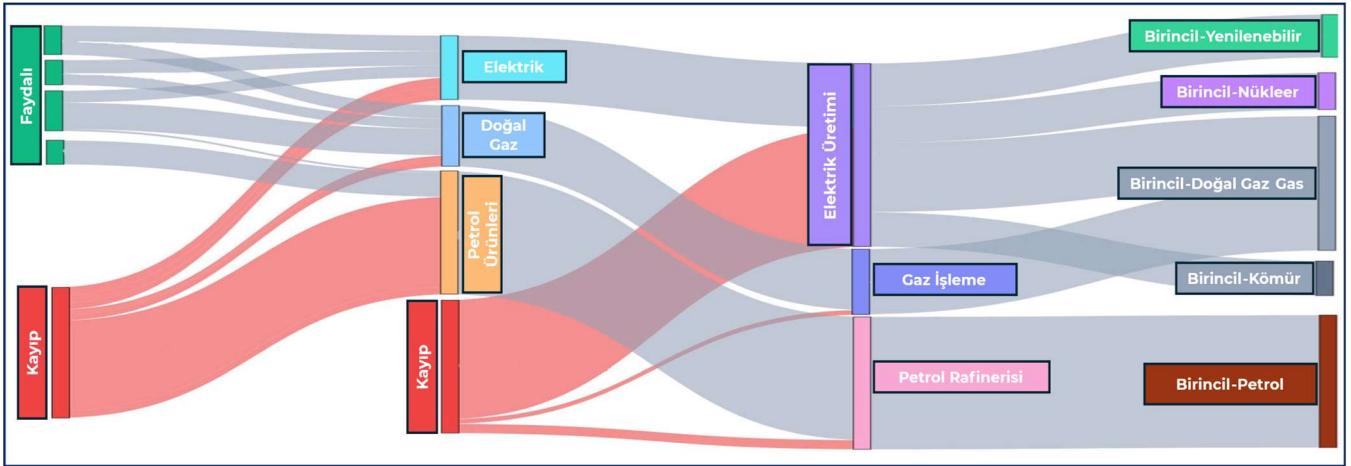 Faydalı
Kayıp
Elektrik
Doğal
Gaz
Petrol
Ürünleri
Kayıp
Elektrik Üretimi
Gaz İşleme
Petrol Rafinerisi
Birincil-Yenilenebilir
Birincil-Nükleer
Birincil-Doğal Gaz Gas
Birincil-Kömür
Birincil-Petrol